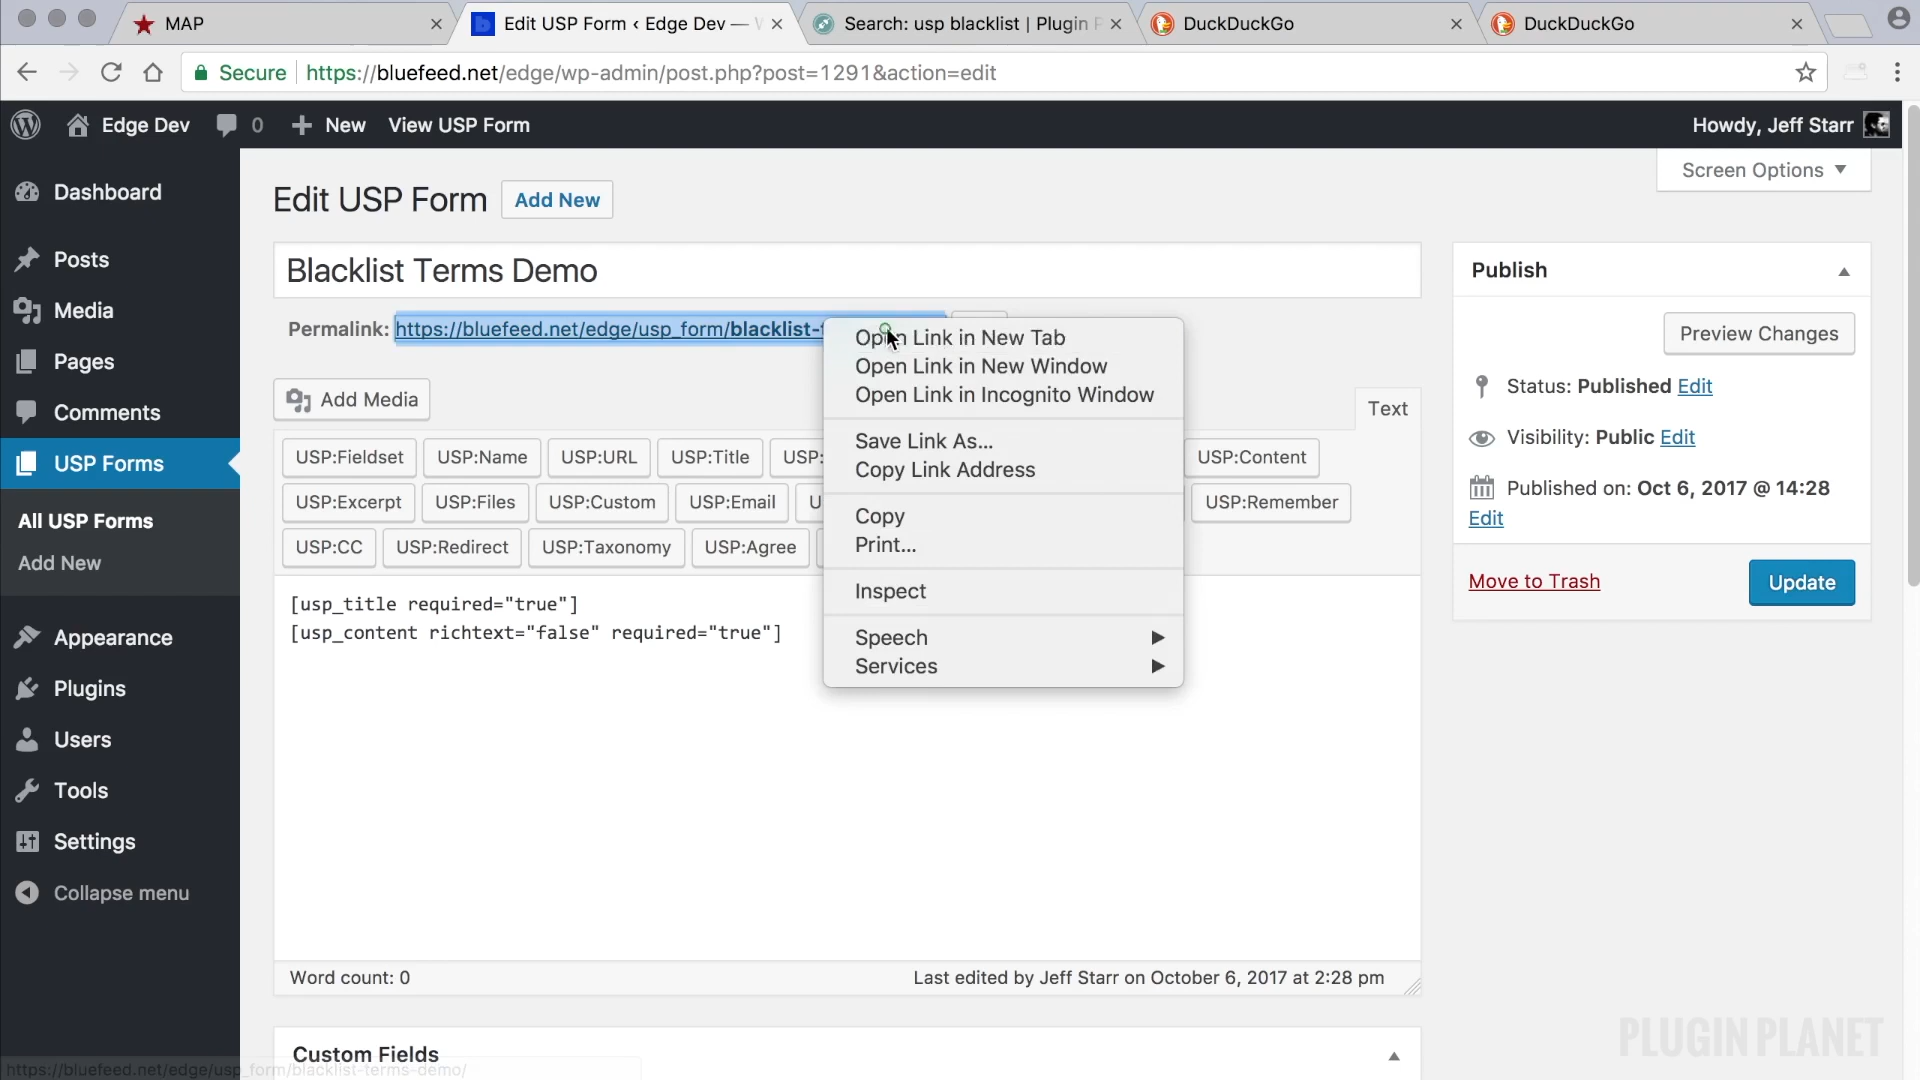 MAP
Edit USP Form ‹ Edge Dev —
Search: usp blacklist | Plugin
DuckDuckGo
DuckDuckGo
Secure
https://bluefeed.net/edge/wp-admin/post.php?post=1291&action=edit
Edge Dev
0
New
View USP Form
Howdy, Jeff Starr
Screen Options
Dashboard
Posts
Media
Pages
Comments
USP Forms
All USP Forms
Add New
Appearance
Plugins
Users
Tools
Settings
Collapse menu
Edit USP Form
Add New
Blacklist Terms Demo
Permalink: https://bluefeed.net/edge/usp_form/blacklist-
Add Media
Text
USP:Fieldset
USP:Name
USP:URL
USP:Title
USP:
USP:Content
USP:Excerpt
USP:Files
USP:Custom
USP:Email
USP:Remember
USP:CC
USP:Redirect
USP:Taxonomy
USP:Agree
[usp_title required="true"]
[usp_content richtext="false" required="true"]
Open Link in New Tab
Open Link in New Window
Open Link in Incognito Window
Save Link As...
Copy Link Address
Copy
Print...
Inspect
Speech
Services
Word count: 0
Last edited by Jeff Starr on October 6, 2017 at 2:28 pm
Custom Fields
Publish
Preview Changes
Status: Published Edit
Visibility: Public Edit
Published on: Oct 6, 2017 @ 14:28
Edit
Move to Trash
Update
PLUGIN PLANET
https://bluefeed.net/edge/usp_form/blacklist-terms-demo/